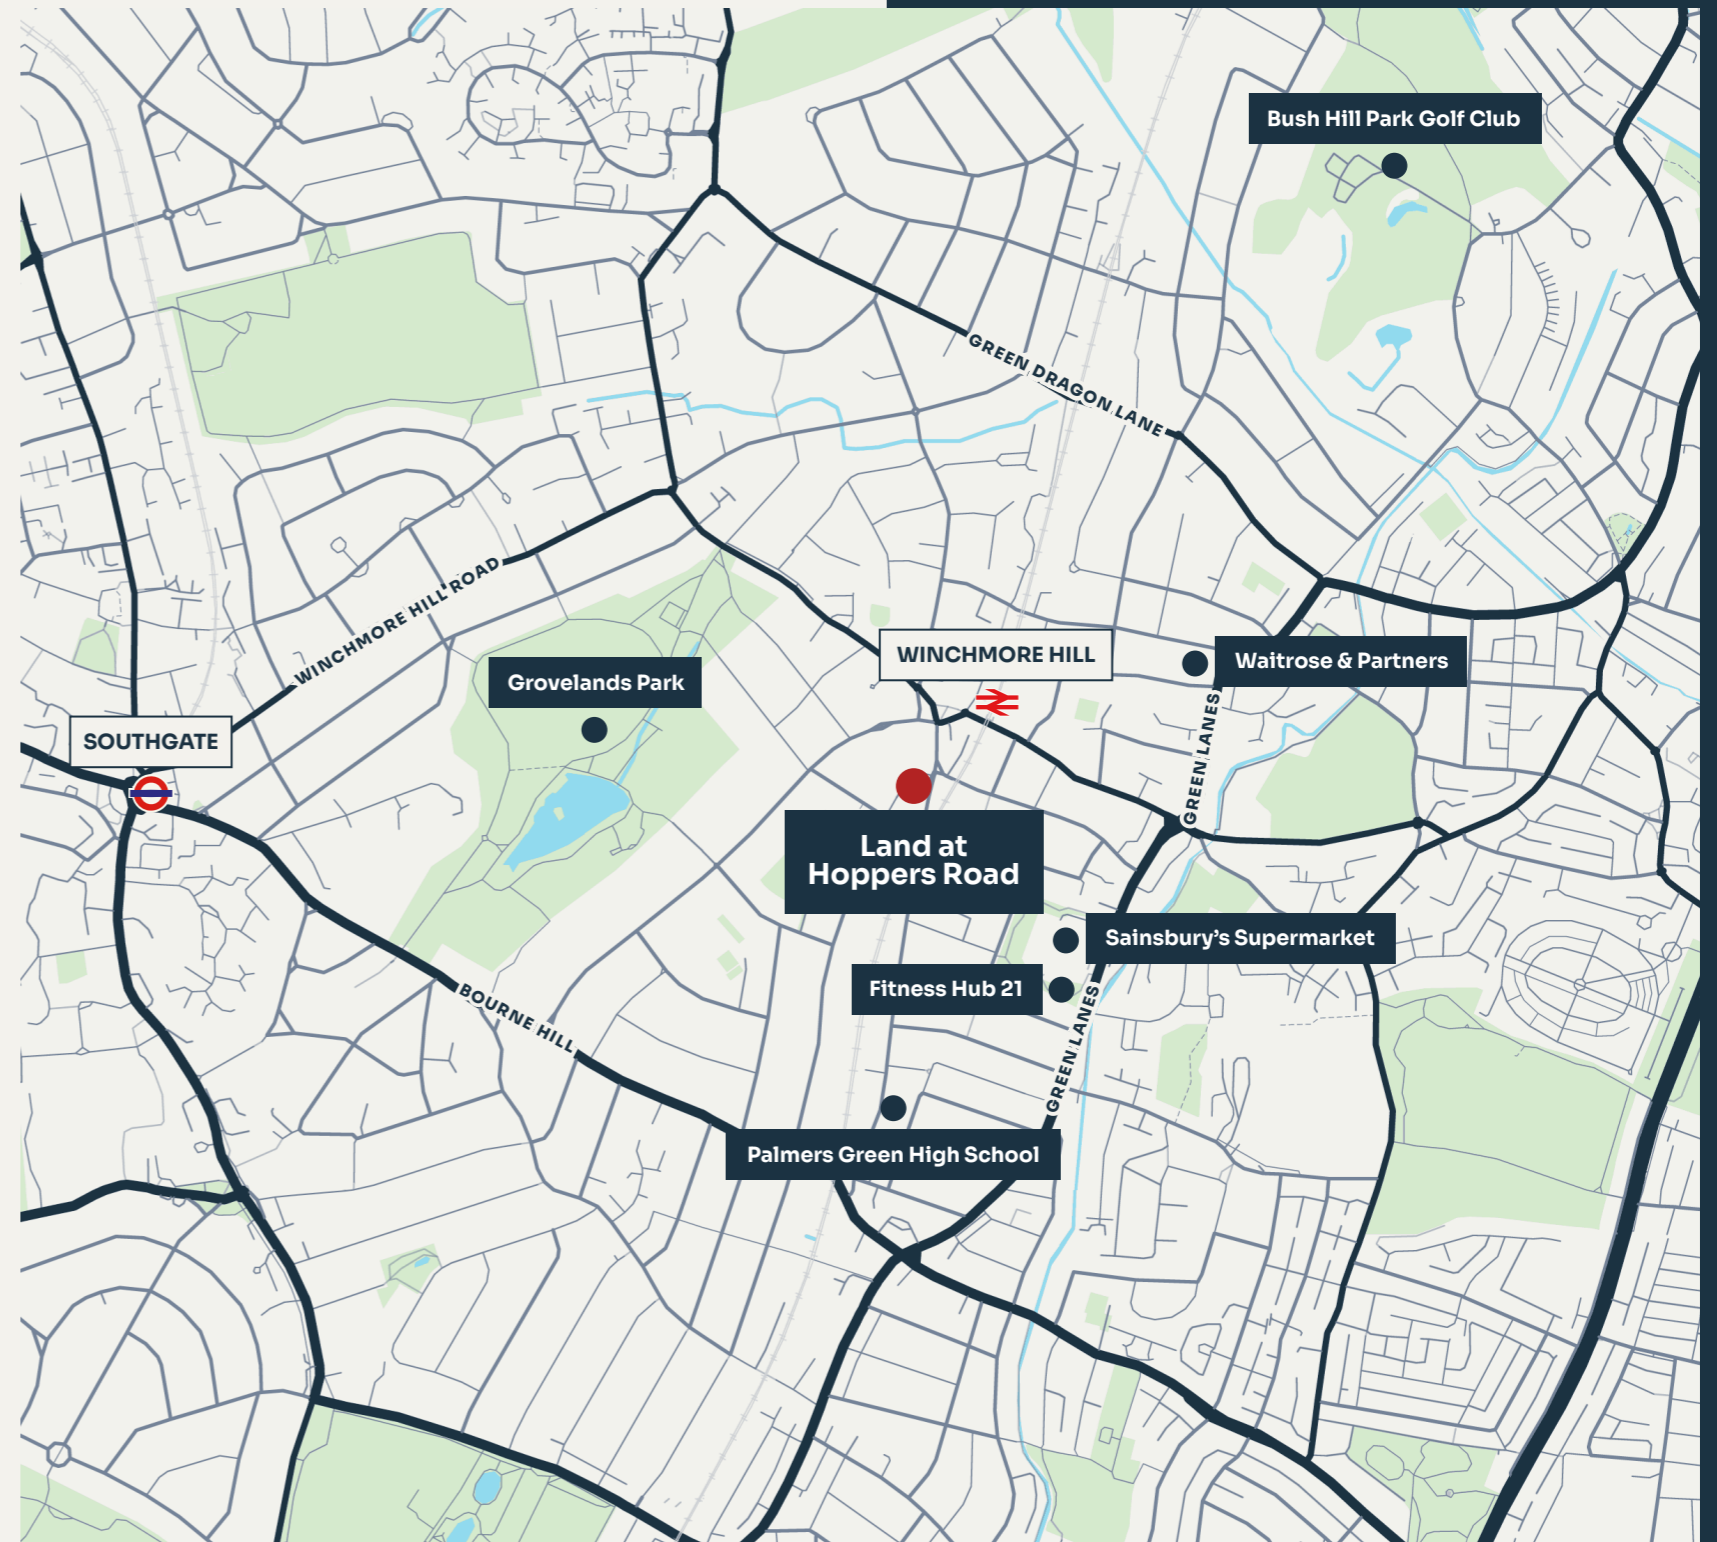 Bush Hill Park Golf Club
GREEN DRAGON LANE
WINCHMORE HILL ROAD
WINCHMORE HILL
Waitrose & Partners
Grovelands Park
GREEN LANES
SOUTHGATE
Land at
Hoppers Road
Sainsbury’s Supermarket
Fitness Hub 21
BOURNE HILL
GREEN LANES
Palmers Green High School